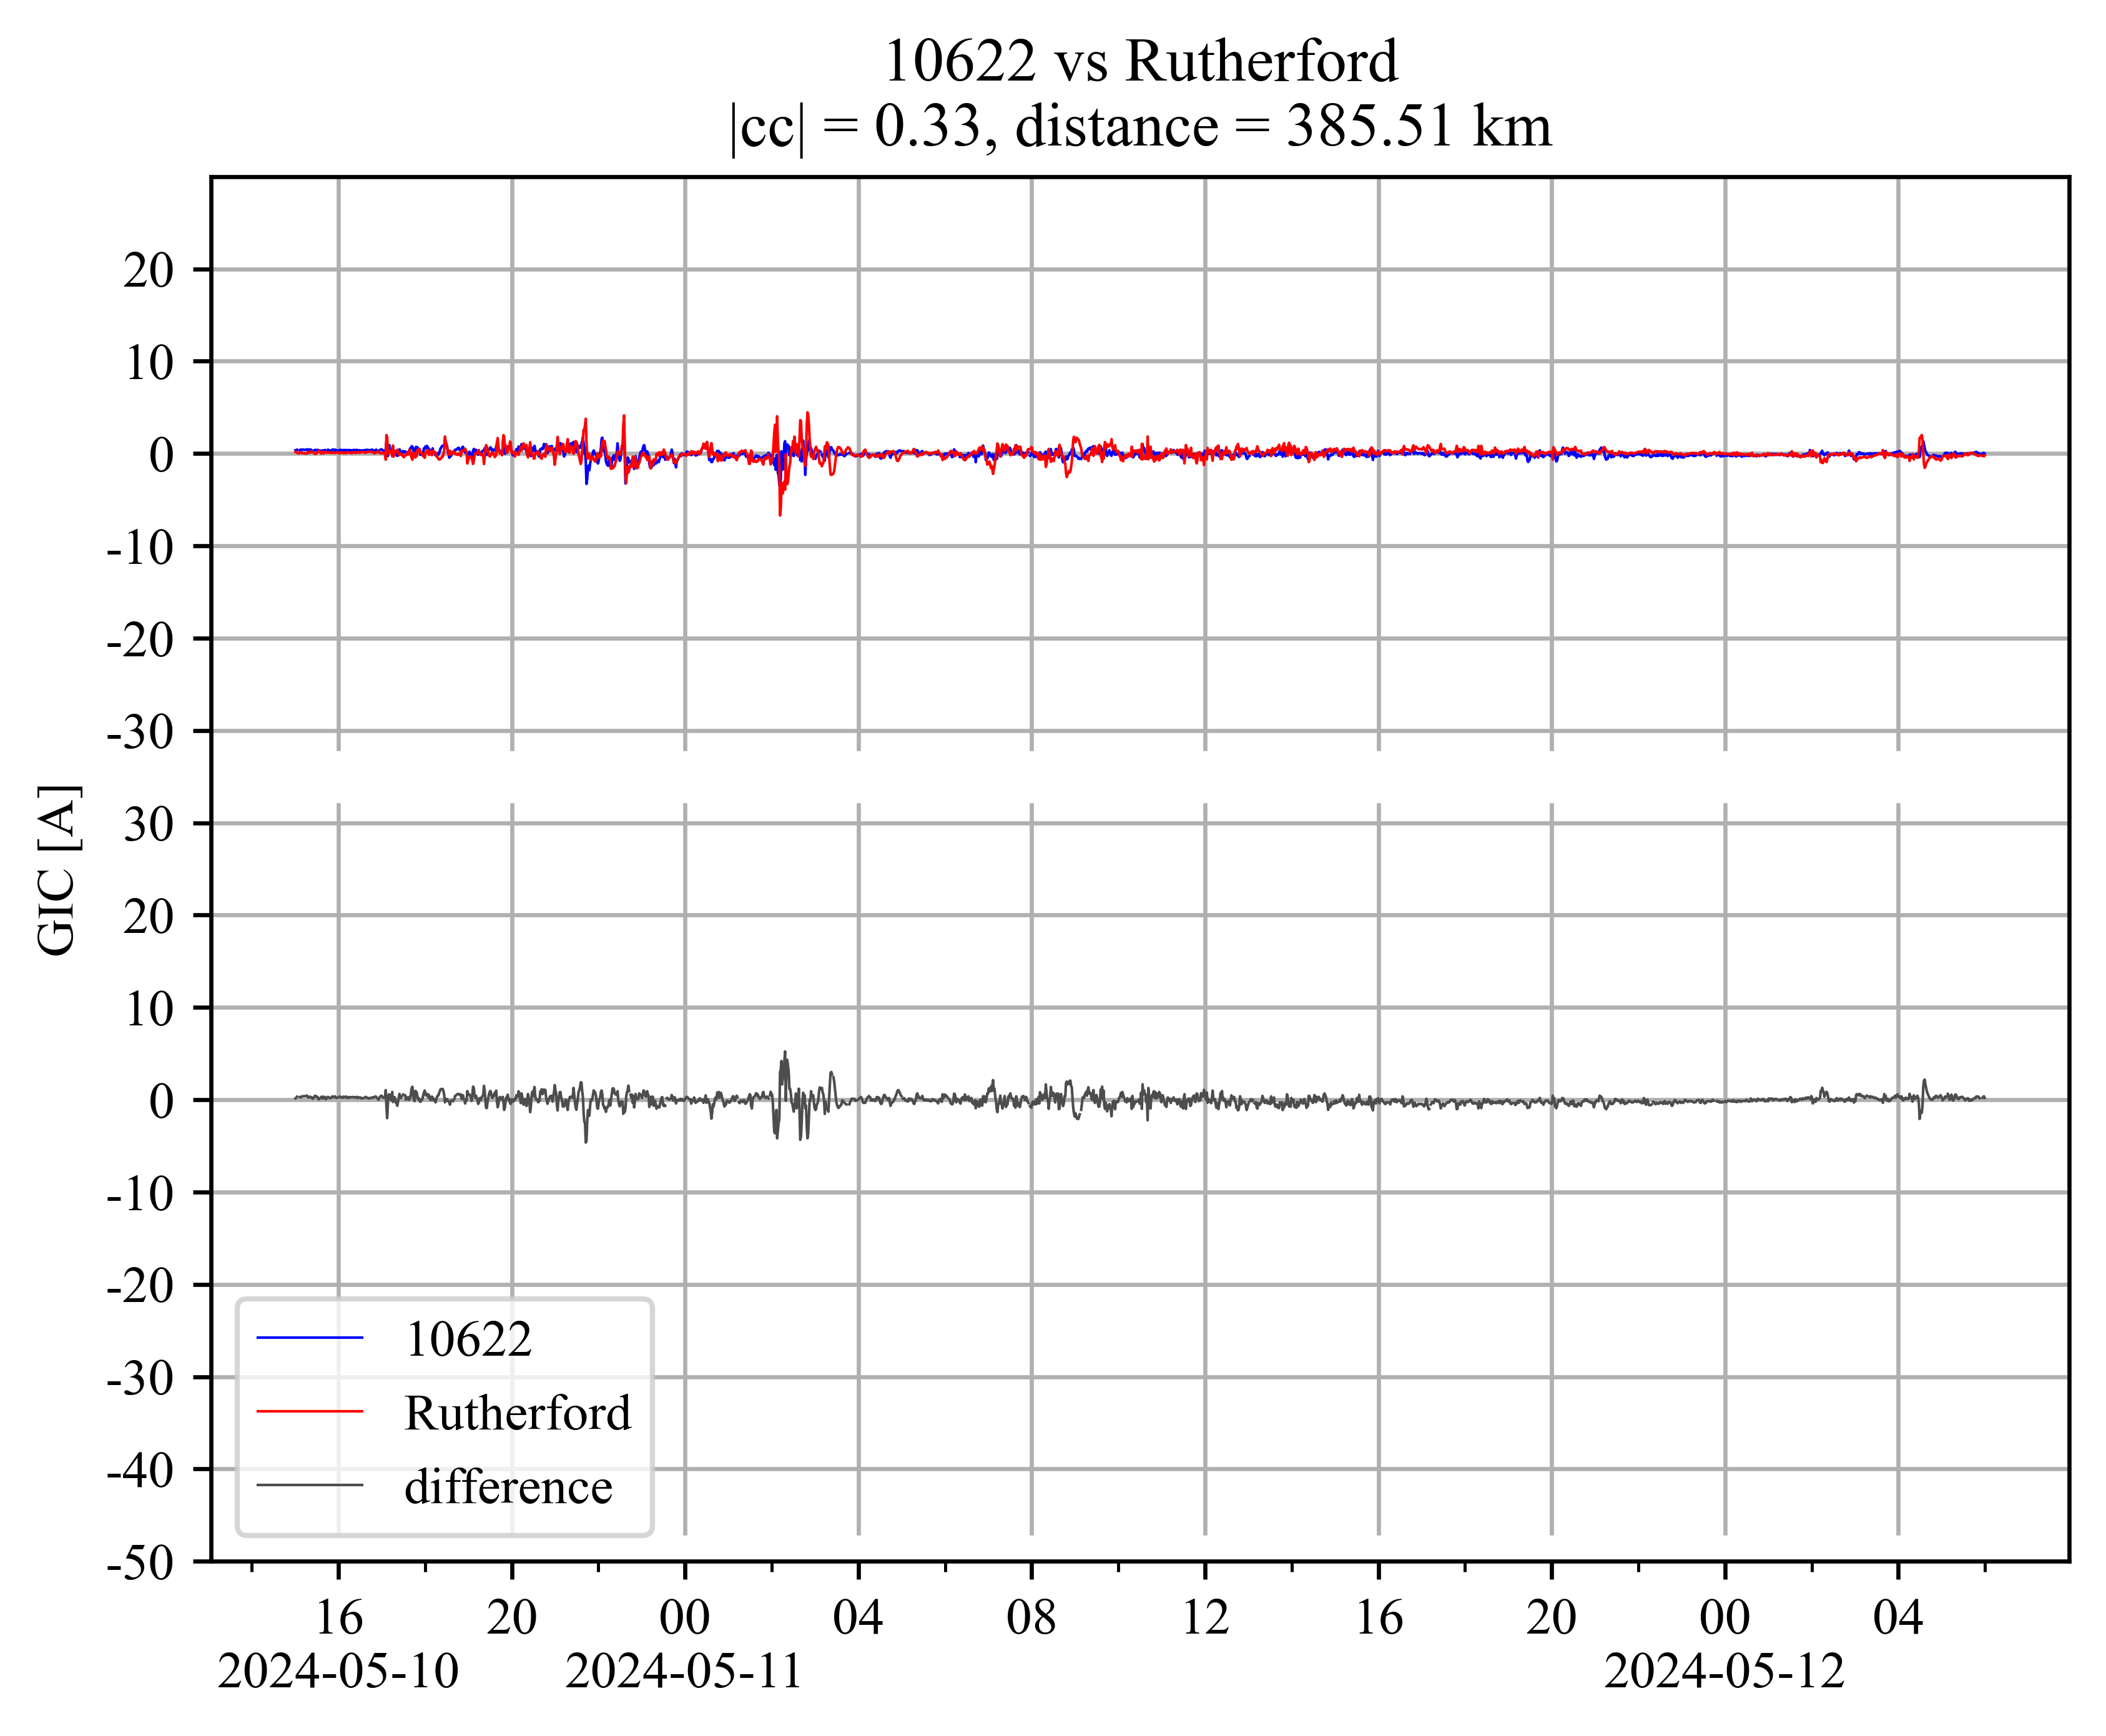 10622 vs Rutherford
|cc| = 0.33, distance = 385.51 km
20
10
0
-10
-20
-30
30
20
10
0
-10
-20
-30
-40
-50
GIC [A]
10622
Rutherford
difference
16 20 00 04 08 12 16 20 00 04
2024-05-10 2024-05-11 2024-05-12